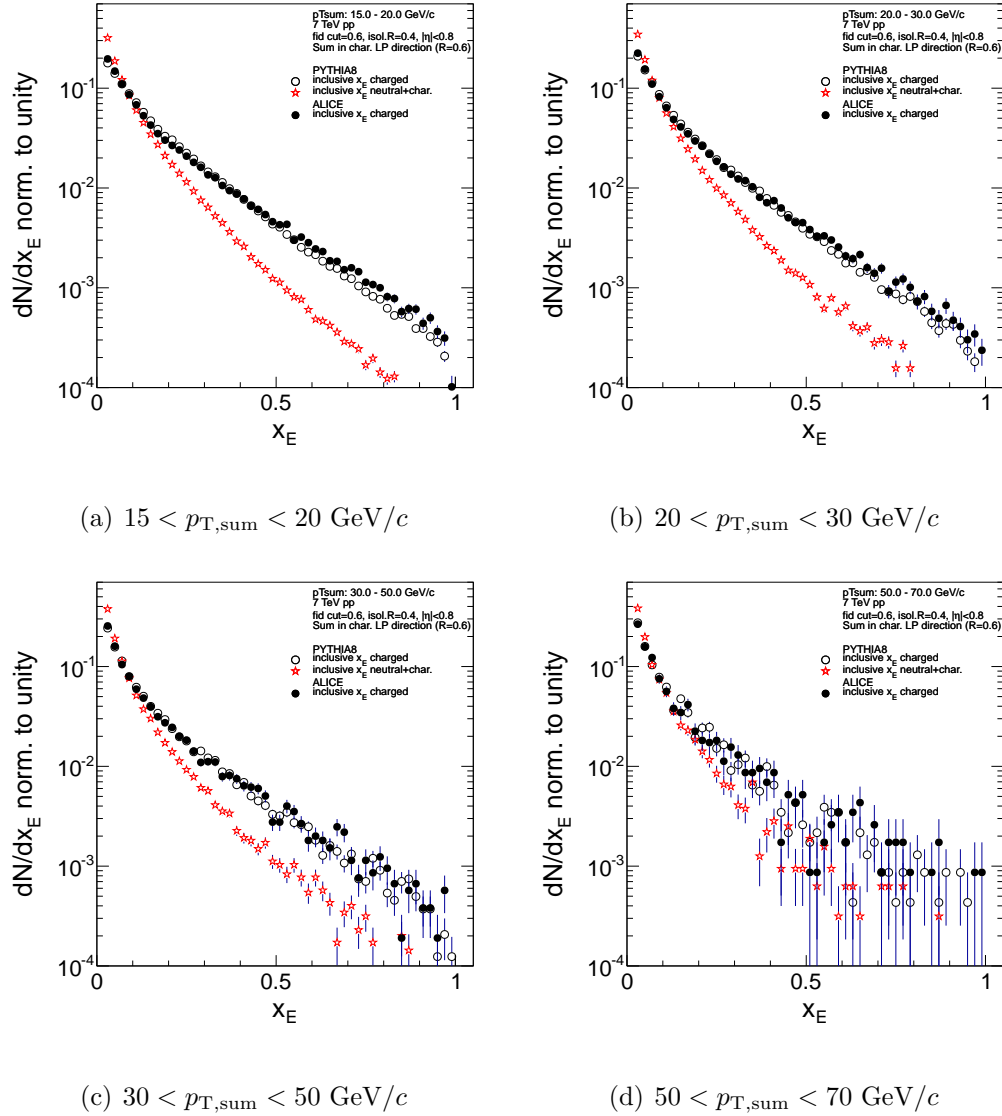 pTsum: 15.0 - 20.0 GeV/c
7 TeV pp
fid cut=0.6, isol.R=0.4, |η|<0.8
Sum in char. LP direction (R=0.6)
PYTHIA8
inclusive x_E charged
inclusive x_E neutral+char.
ALICE
inclusive x_E charged
dN/dx_E norm. to unity
10^-1
10^-2
10^-3
10^-4
0 0.5 1
x_E
(a) 15 < p_T,sum < 20 GeV/c
pTsum: 20.0 - 30.0 GeV/c
7 TeV pp
fid cut=0.6, isol.R=0.4, |η|<0.8
Sum in char. LP direction (R=0.6)
PYTHIA8
inclusive x_E charged
inclusive x_E neutral+char.
ALICE
inclusive x_E charged
dN/dx_E norm. to unity
10^-1
10^-2
10^-3
10^-4
0 0.5 1
x_E
(b) 20 < p_T,sum < 30 GeV/c
pTsum: 30.0 - 50.0 GeV/c
7 TeV pp
fid cut=0.6, isol.R=0.4, |η|<0.8
Sum in char. LP direction (R=0.6)
PYTHIA8
inclusive x_E charged
inclusive x_E neutral+char.
ALICE
inclusive x_E charged
dN/dx_E norm. to unity
10^-1
10^-2
10^-3
10^-4
0 0.5 1
x_E
(c) 30 < p_T,sum < 50 GeV/c
pTsum: 50.0 - 70.0 GeV/c
7 TeV pp
fid cut=0.6, isol.R=0.4, |η|<0.8
Sum in char. LP direction (R=0.6)
PYTHIA8
inclusive x_E charged
inclusive x_E neutral+char.
ALICE
inclusive x_E charged
dN/dx_E norm. to unity
10^-1
10^-2
10^-3
10^-4
0 0.5 1
x_E
(d) 50 < p_T,sum < 70 GeV/c